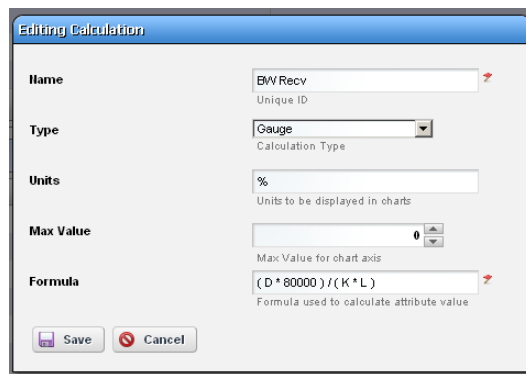 Editing Calculation
Name
BW Recv
Unique ID
Type
Gauge
Calculation Type
Units
%
Units to be displayed in charts
Max Value
0
Max Value for chart axis
Formula
( D * 80000 ) / ( K * L )
Formula used to calculate attribute value
Save
Cancel